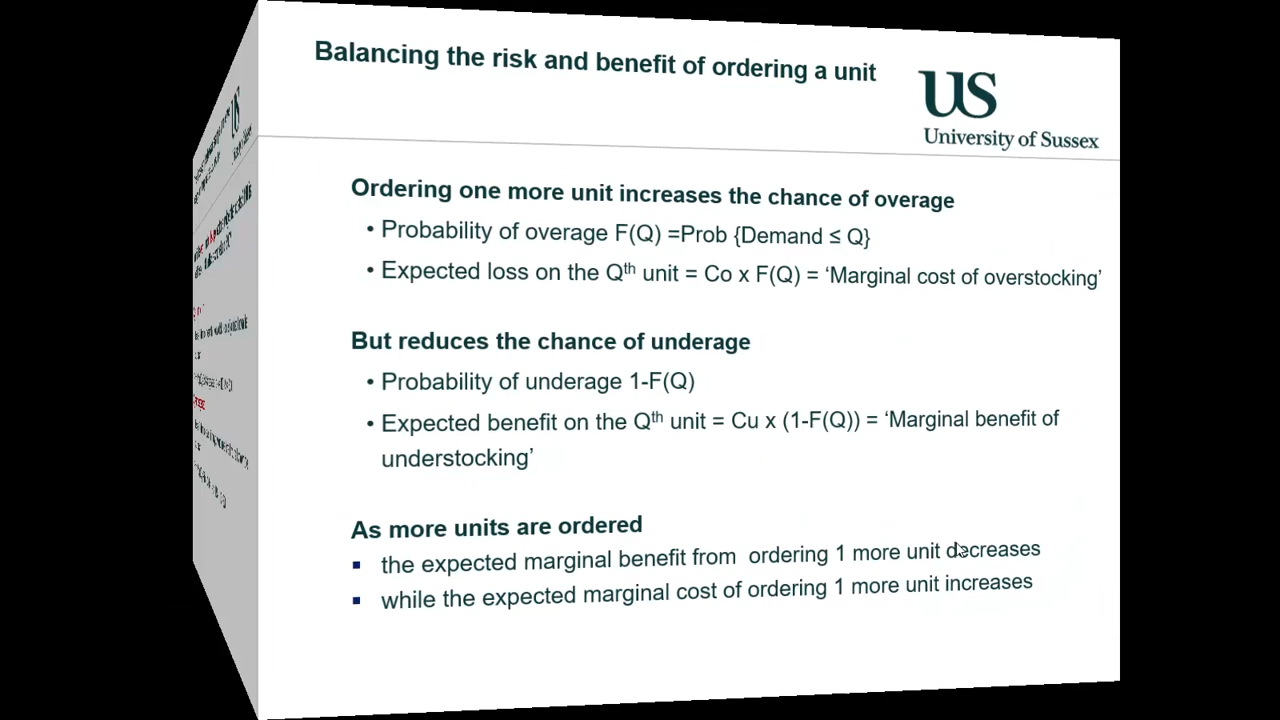 Balancing the risk and benefit of ordering a unit
US
University of Sussex
Ordering one more unit increases the chance of overage
• Probability of overage F(Q) =Prob {Demand ≤ Q}
• Expected loss on the Qth unit = Co x F(Q) = ‘Marginal cost of overstocking’
But reduces the chance of underage
• Probability of underage 1-F(Q)
• Expected benefit on the Qth unit = Cu x (1-F(Q)) = ‘Marginal benefit of
understocking’
As more units are ordered
▪ the expected marginal benefit from ordering 1 more unit decreases
▪ while the expected marginal cost of ordering 1 more unit increases